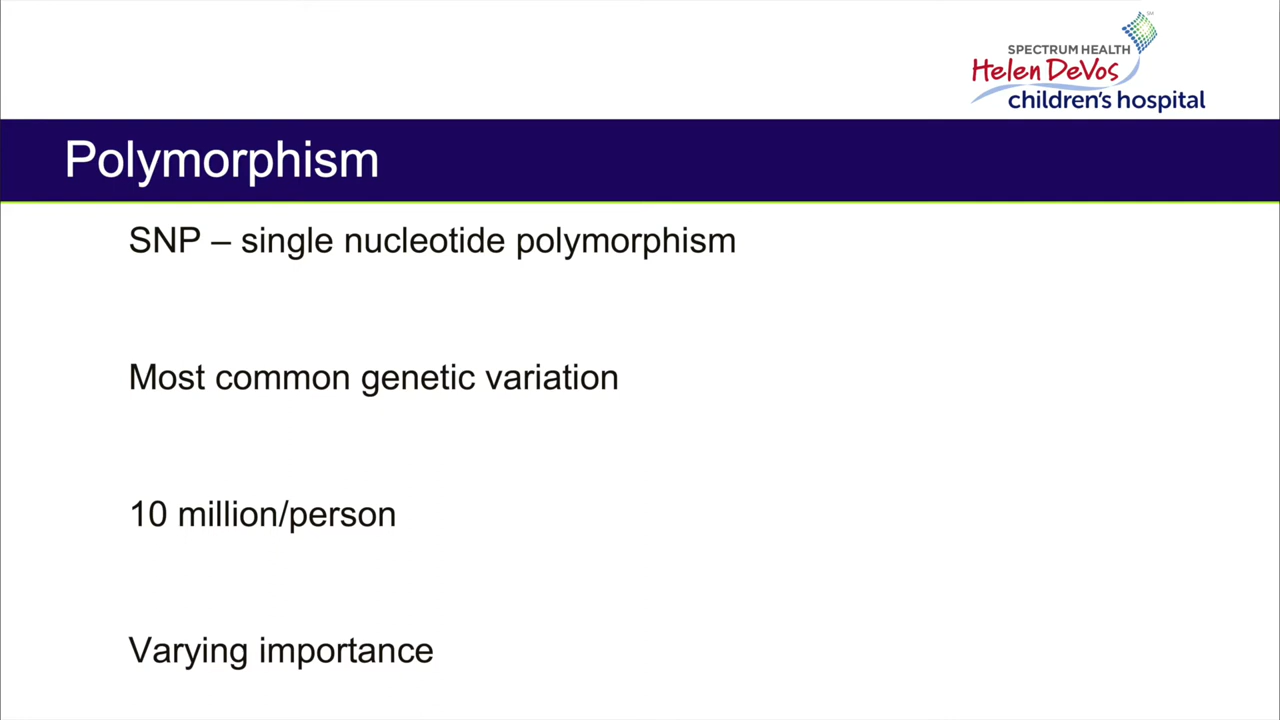 SPECTRUM HEALTH
Helen DeVos
children's hospital
Polymorphism
SNP – single nucleotide polymorphism
Most common genetic variation
10 million/person
Varying importance